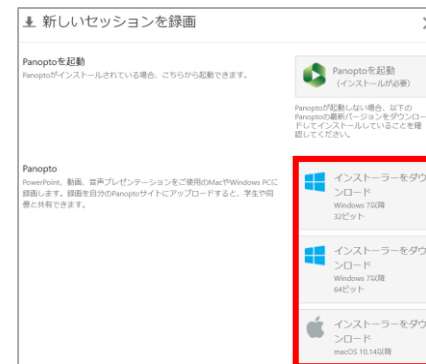 新しいセッションを録画
Panoptoを起動
Panoptoがインストールされている場合、こちらから起動できます。
Panoptoを起動
（インストールが必要）
Panoptoが起動しない場合、以下の
Panoptoの最新バージョンをダウンロー
ドしてインストールしていることを確
認してください。
Panopto
PowerPoint、動画、音声プレゼンテーションをご使用のMacやWindows PCに
録画します。録画を自分のPanoptoサイトにアップロードすると、学生や同
僚と共有できます。
インストーラーをダウ
ンロード
Windows 7以降
32ビット
インストーラーをダウ
ンロード
Windows 7以降
64ビット
インストーラーをダウ
ンロード
macOS 10.14以降